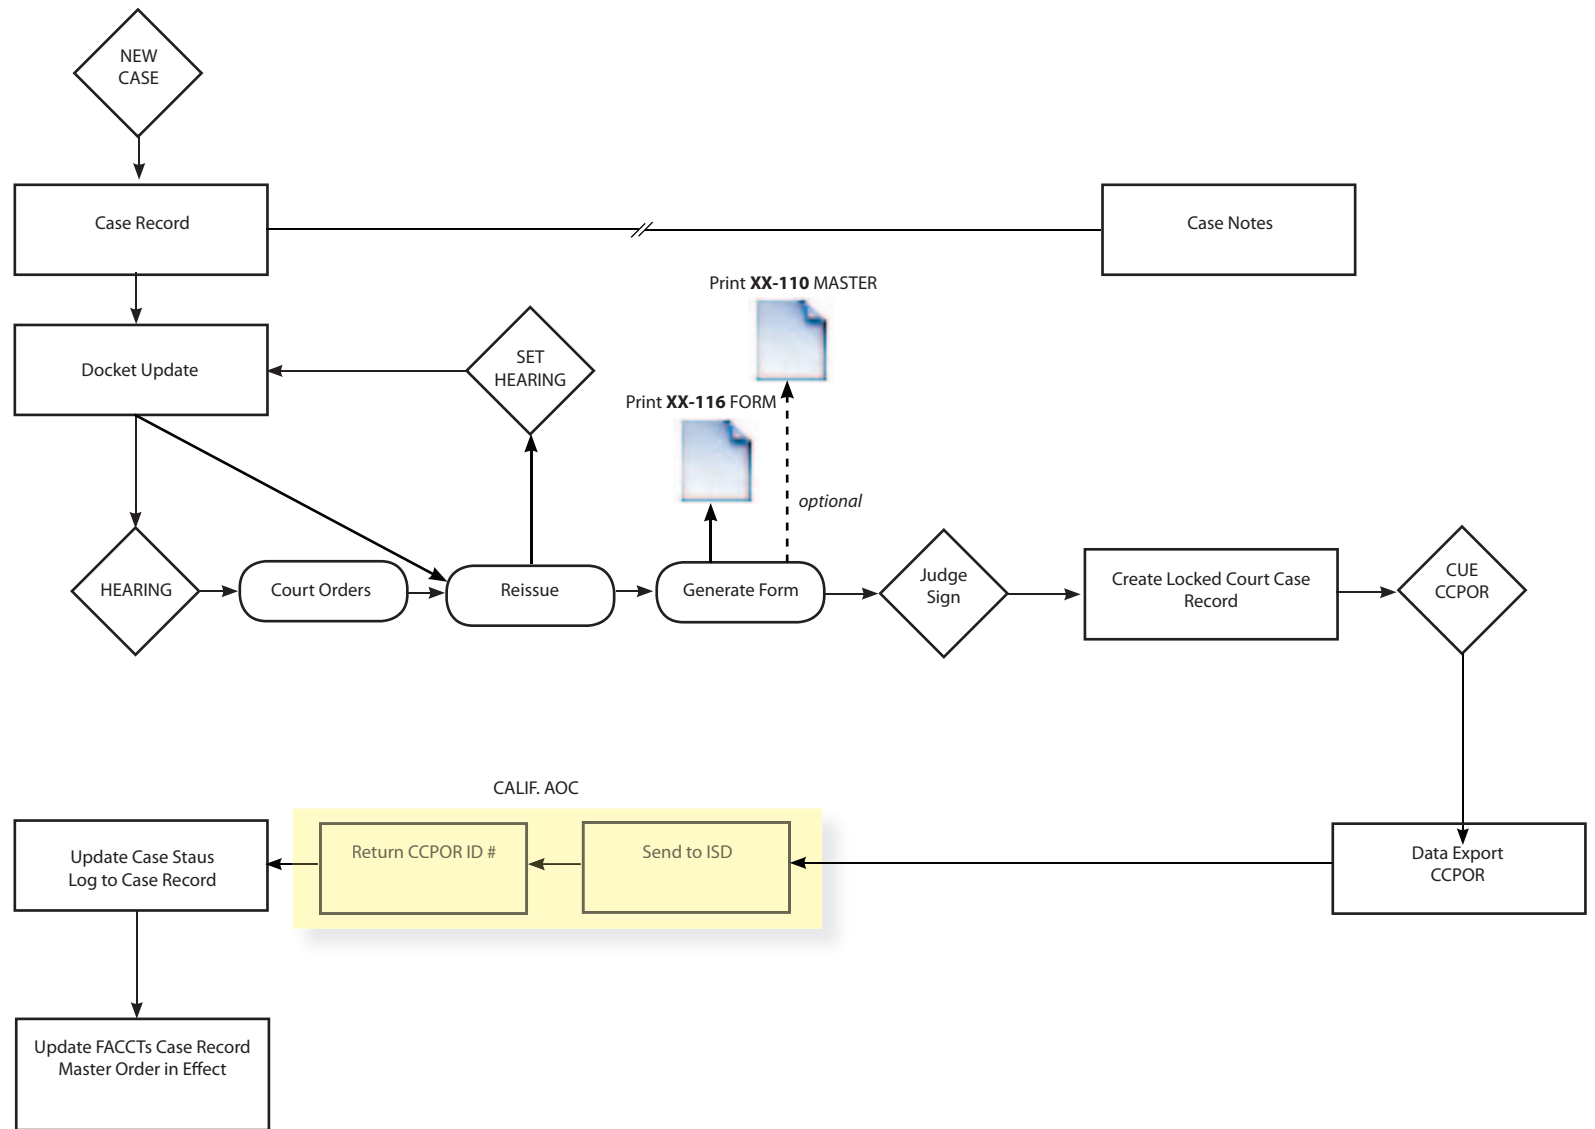 NEW
CASE
Case Record
Case Notes
Print XX-110 MASTER
Docket Update
SET
HEARING
Print XX-116 FORM
optional
HEARING
Court Orders
Reissue
Generate Form
Judge
Sign
Create Locked Court Case
Record
CUE
CCPOR
CALIF. AOC
Update Case Staus
Log to Case Record
Return CCPOR ID #
Send to ISD
Data Export
CCPOR
Update FACCTs Case Record
Master Order in Effect